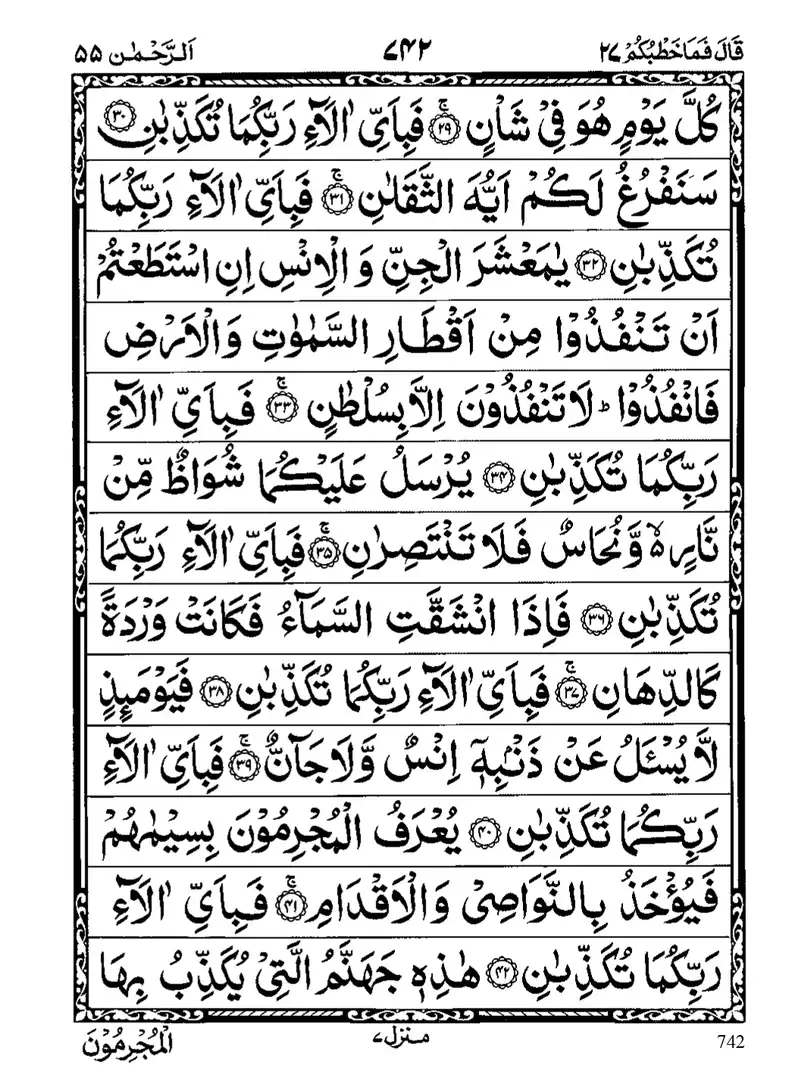 قَالَ فَمَا خَطْبُكُمْ ٢٧ ٧٤٢ اَلرَّحْمٰن ٥٥
كُلَّ يَوْمٍ هُوَ فِيْ شَاْنٍ ۚ‏﴿٢٩﴾ فَبِاَيِّ اٰلَآءِ رَبِّكُمَا تُكَذِّبٰنِ ﴿٣٠﴾
سَنَفْرُغُ لَكُمْ اَيُّهَ الثَّقَلٰنِ ۚ‏﴿٣١﴾ فَبِاَيِّ اٰلَآءِ رَبِّكُمَا
تُكَذِّبٰنِ ﴿٣٢﴾ يٰمَعْشَرَ الْجِنِّ وَ الْاِنْسِ اِنِ اسْتَطَعْتُمْ
اَنْ تَنْفُذُوْا مِنْ اَقْطَارِ السَّمٰوٰتِ وَالْاَرْضِ
فَانْفُذُوْا ؕ لَا تَنْفُذُوْنَ اِلَّا بِسُلْطٰنٍ ۚ‏﴿٣٣﴾ فَبِاَيِّ اٰلَآءِ
رَبِّكُمَا تُكَذِّبٰنِ ﴿٣٤﴾ يُرْسَلُ عَلَيْكُمَا شُوَاظٌ مِّنْ
نَّارٍ ۙ۬ وَّ نُحَاسٌ فَلَا تَنْتَصِرٰنِ ۚ‏﴿٣٥﴾ فَبِاَيِّ اٰلَآءِ رَبِّكُمَا
تُكَذِّبٰنِ ﴿٣٦﴾ فَاِذَا انْشَقَّتِ السَّمَآءُ فَكَانَتْ وَرْدَةً
كَالدِّهَانِ ۚ‏﴿٣٧﴾ فَبِاَيِّ اٰلَآءِ رَبِّكُمَا تُكَذِّبٰنِ ﴿٣٨﴾ فَيَوْمَئِذٍ
لَّا يُسْـَٔلُ عَنْ ذَنْۢبِهٖٓ اِنْسٌ وَّلَا جَآنٌّ ۚ‏﴿٣٩﴾ فَبِاَيِّ اٰلَآءِ
رَبِّكُمَا تُكَذِّبٰنِ ﴿٤٠﴾ يُعْرَفُ الْمُجْرِمُوْنَ بِسِيْمٰهُمْ
فَيُؤْخَذُ بِالنَّوَاصِيْ وَالْاَقْدَامِ ۚ‏﴿٤١﴾ فَبِاَيِّ اٰلَآءِ
رَبِّكُمَا تُكَذِّبٰنِ ﴿٤٢﴾ هٰذِهٖ جَهَنَّمُ الَّتِيْ يُكَذِّبُ بِهَا
الْمُجْرِمُوْنَ منزل ٧ 742